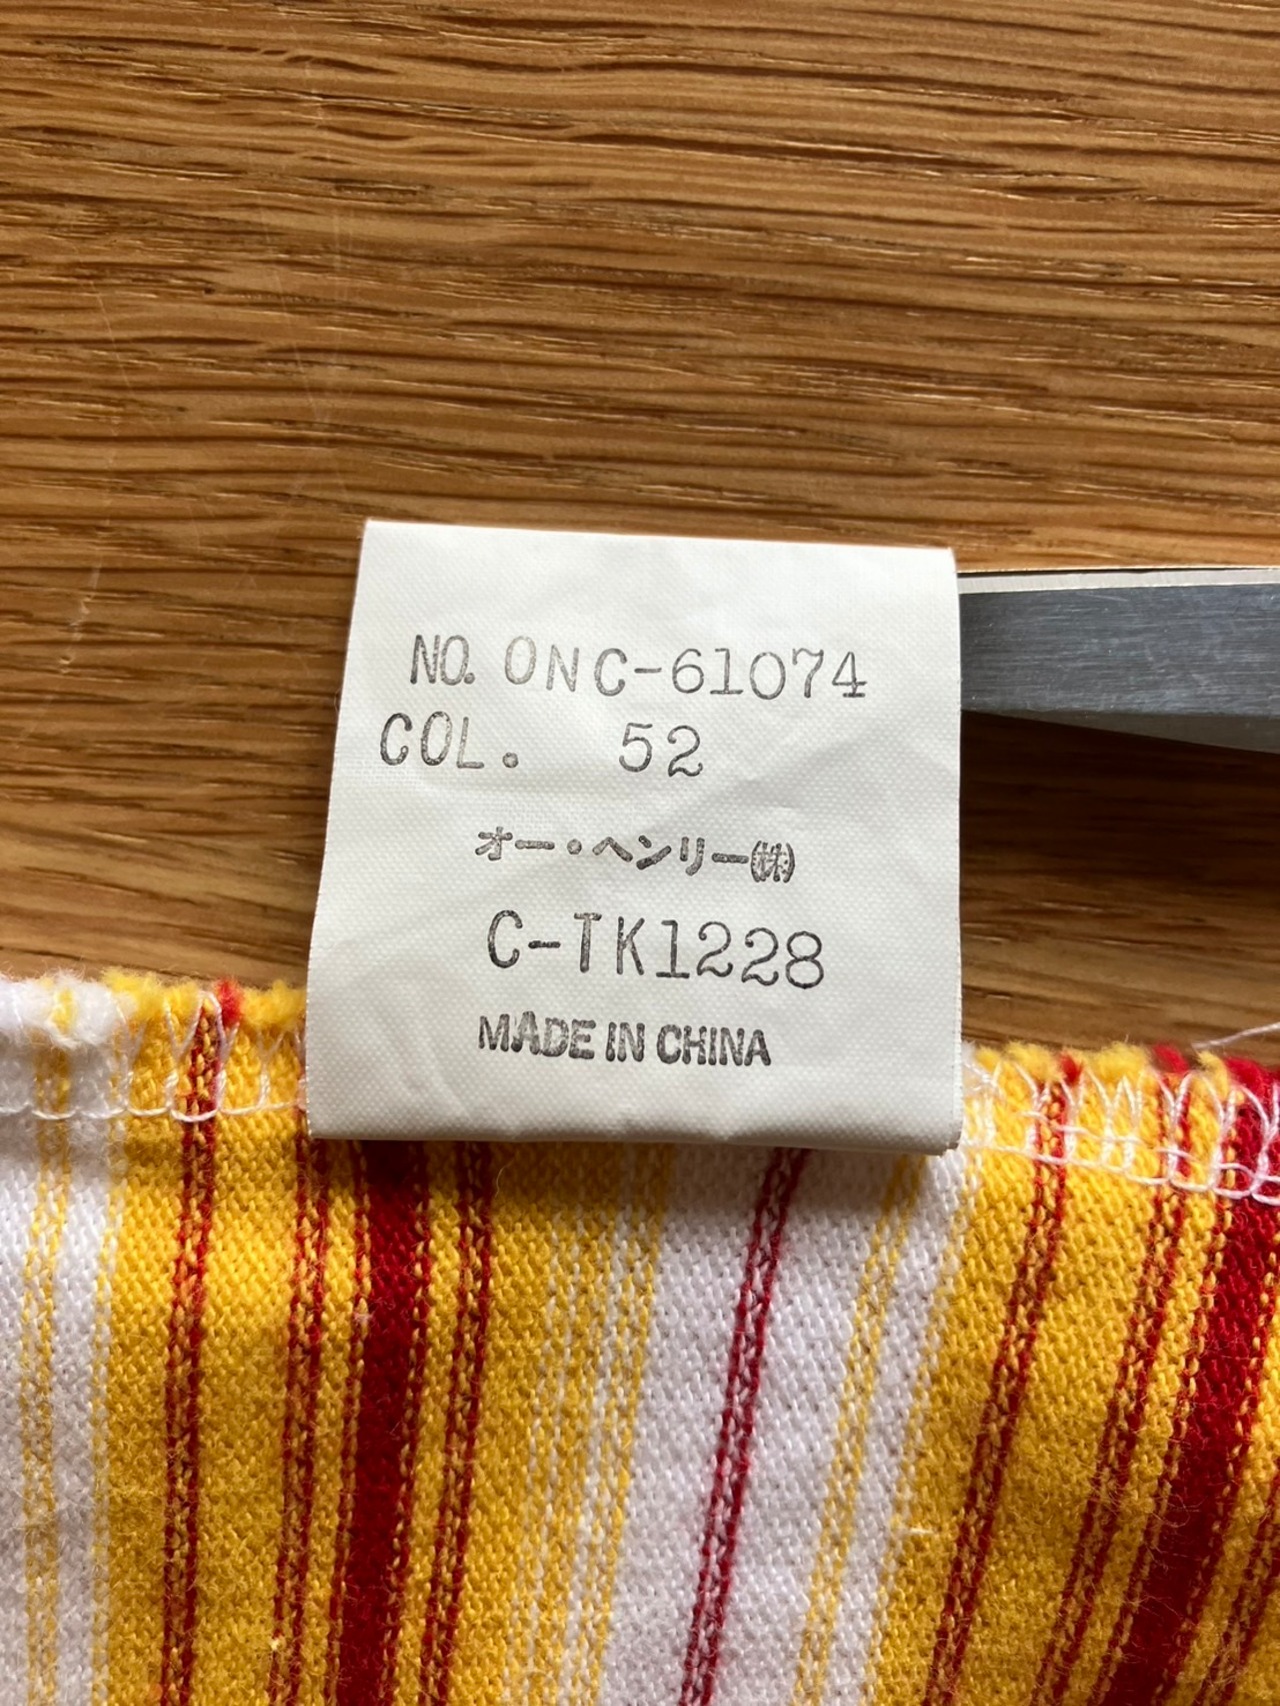 NO. ONC-61074
COL. 52
オー・ヘンリー㈱
C-TK1228
MADE IN CHINA